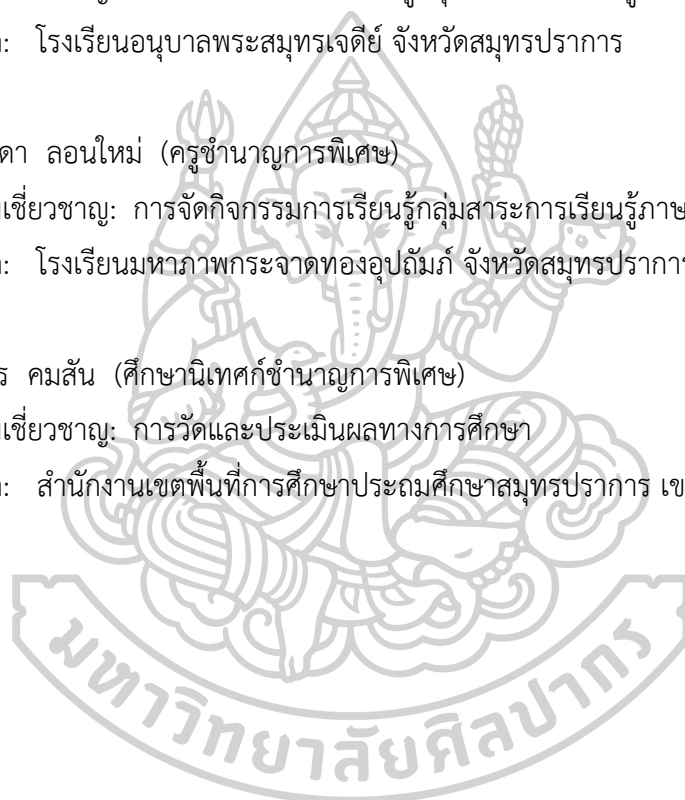 โรงเรียนอนุบาลพระสมุทรเจดีย์ จังหวัดสมุทรปราการ
ลอนใหม่ (ครูชำนาญการพิเศษ)
เชี่ยวชาญ: การจัดกิจกรรมการเรียนรู้กลุ่มสาระการเรียนรู้ภาษ
โรงเรียนมหาภาพกระจาดทองอุปถัมภ์ จังหวัดสมุทรปราการ
คมสัน (ศึกษานิเทศก์ชำนาญการพิเศษ)
เชี่ยวชาญ: การวัดและประเมินผลทางการศึกษา
สำนักงานเขตพื้นที่การศึกษาประถมศึกษาสมุทรปราการ เข
มหาวิทยาลัยศิลปากร